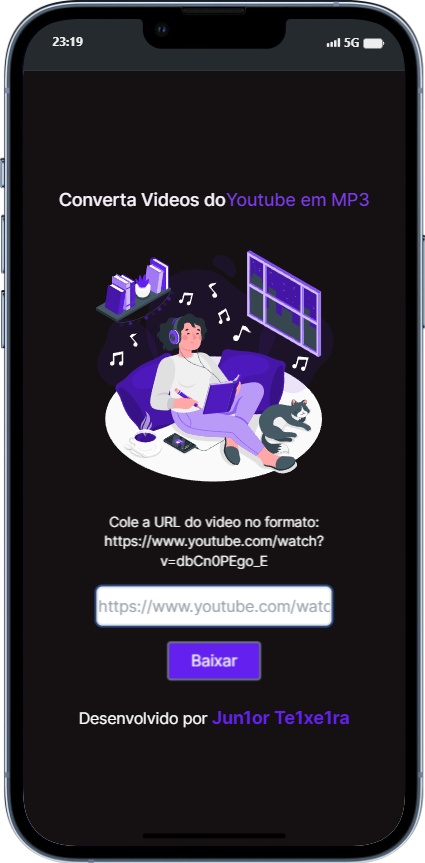 23:19
5G
Converta Videos doYoutube em MP3
Cole a URL do video no formato:
https://www.youtube.com/watch?
v=dbCn0PEgo_E
https://www.youtube.com/watc
Baixar
Desenvolvido por Jun1or Te1xe1ra